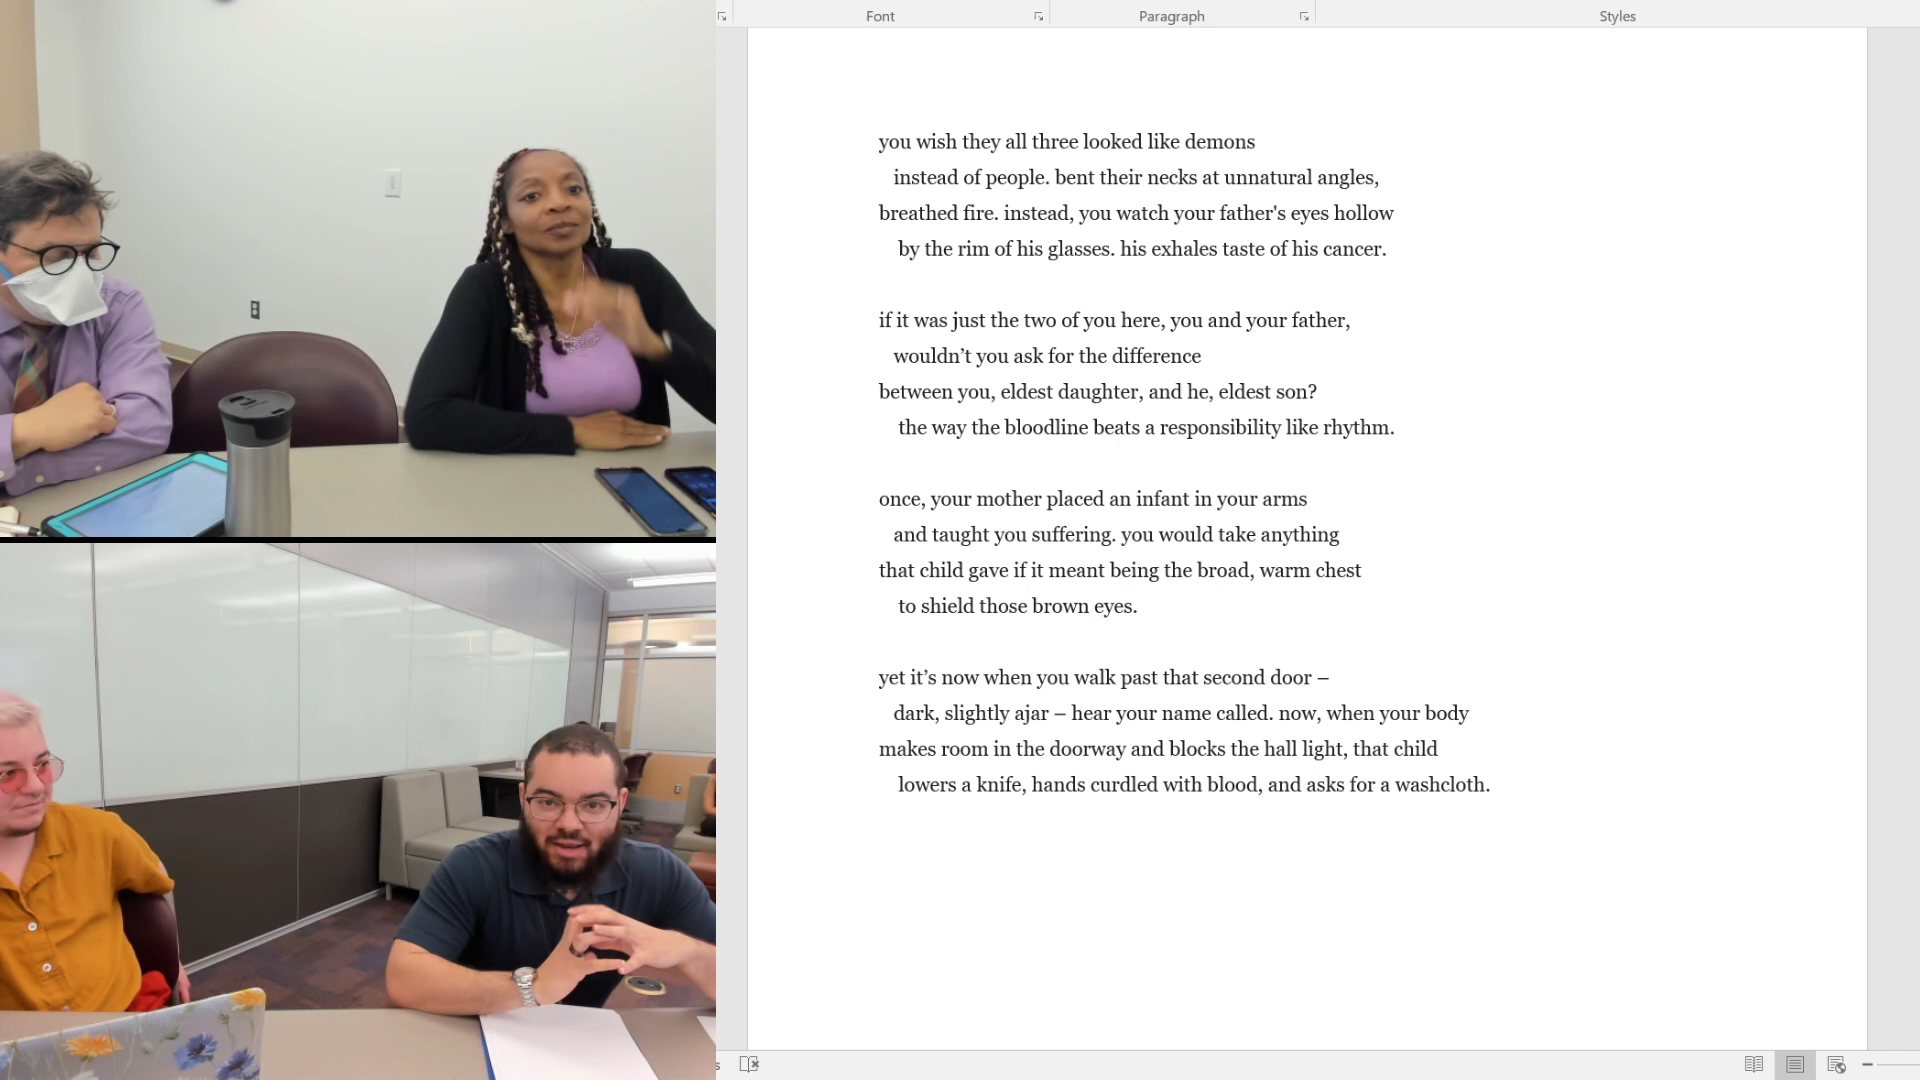 Font
Paragraph
Styles
you wish they all three looked like demons
instead of people. bent their necks at unnatural angles,
breathed fire. instead, you watch your father's eyes hollow
by the rim of his glasses. his exhales taste of his cancer.
if it was just the two of you here, you and your father,
wouldn’t you ask for the difference
between you, eldest daughter, and he, eldest son?
the way the bloodline beats a responsibility like rhythm.
once, your mother placed an infant in your arms
and taught you suffering. you would take anything
that child gave if it meant being the broad, warm chest
to shield those brown eyes.
yet it’s now when you walk past that second door –
dark, slightly ajar – hear your name called. now, when your body
makes room in the doorway and blocks the hall light, that child
lowers a knife, hands curdled with blood, and asks for a washcloth.